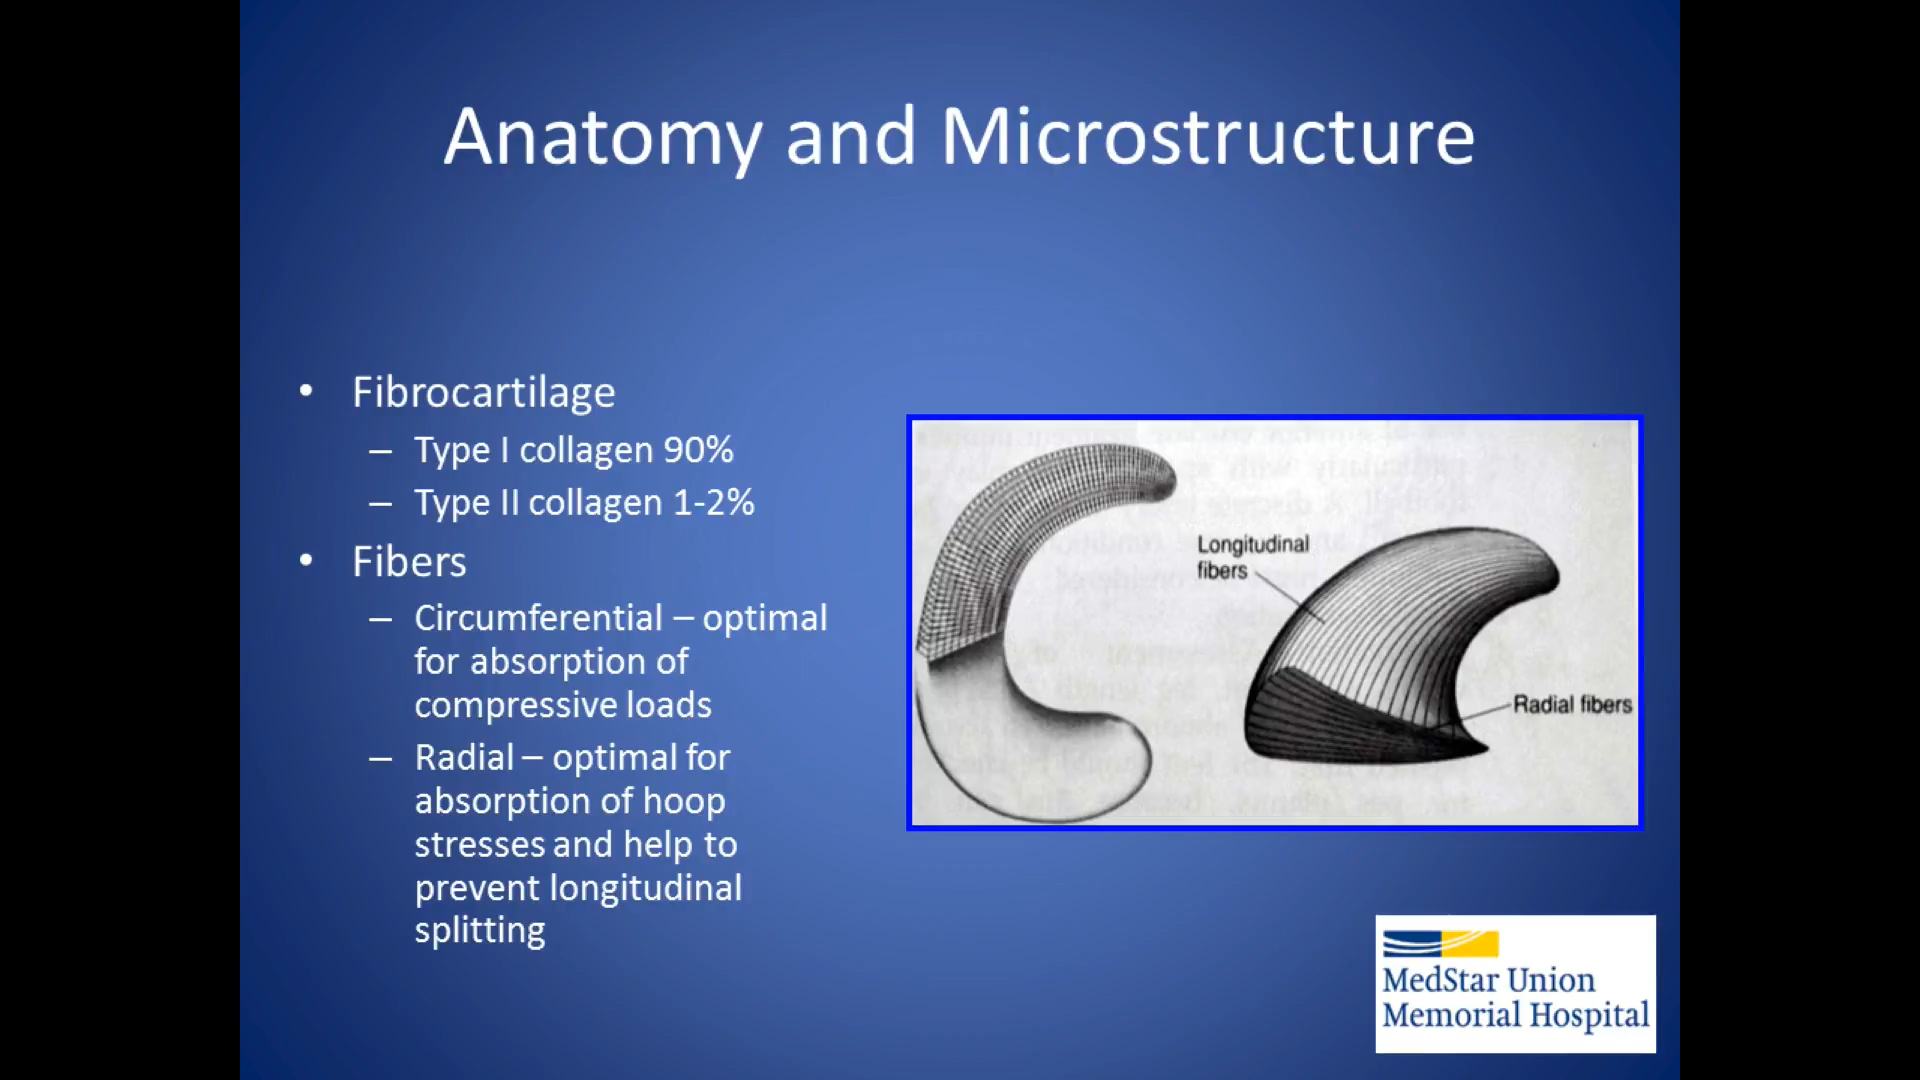 Anatomy and Microstructure
• Fibrocartilage
– Type I collagen 90%
– Type II collagen 1-2%
• Fibers
– Circumferential – optimal
for absorption of
compressive loads
– Radial – optimal for
absorption of hoop
stresses and help to
prevent longitudinal
splitting
Longitudinal
fibers
Radial fibers
MedStar Union
Memorial Hospital